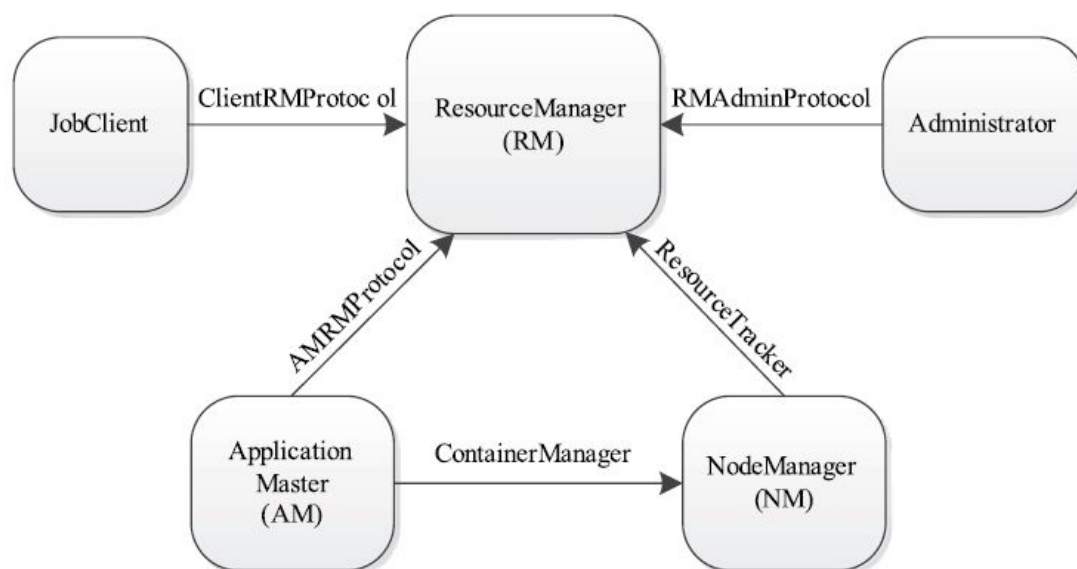 JobClient
ClientRMProtoc ol
ResourceManager
(RM)
RMAdminProtocol
Administrator
AMRMProtocol
ResourceTracker
Application
Master
(AM)
ContainerManager
NodeManager
(NM)